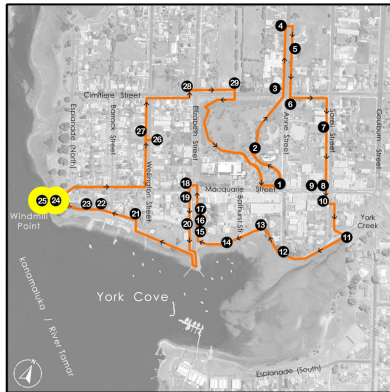 4
5
28
29
3
Cimitiere Street
6
Esplanade (North)
Barrack Street
Elizabeth Street
Anne Street
Sorell Street
Goulburn Street
7
27
26
2
Wellington Street
18
Macquarie Street
1
9
8
25
24
19
10
23
22
17
Bathurst Str
York
Creek
Windmill
Point
21
20
16
13
15
14
11
12
kanamaluka / River Tamar
York Cove
Esplanade (South)